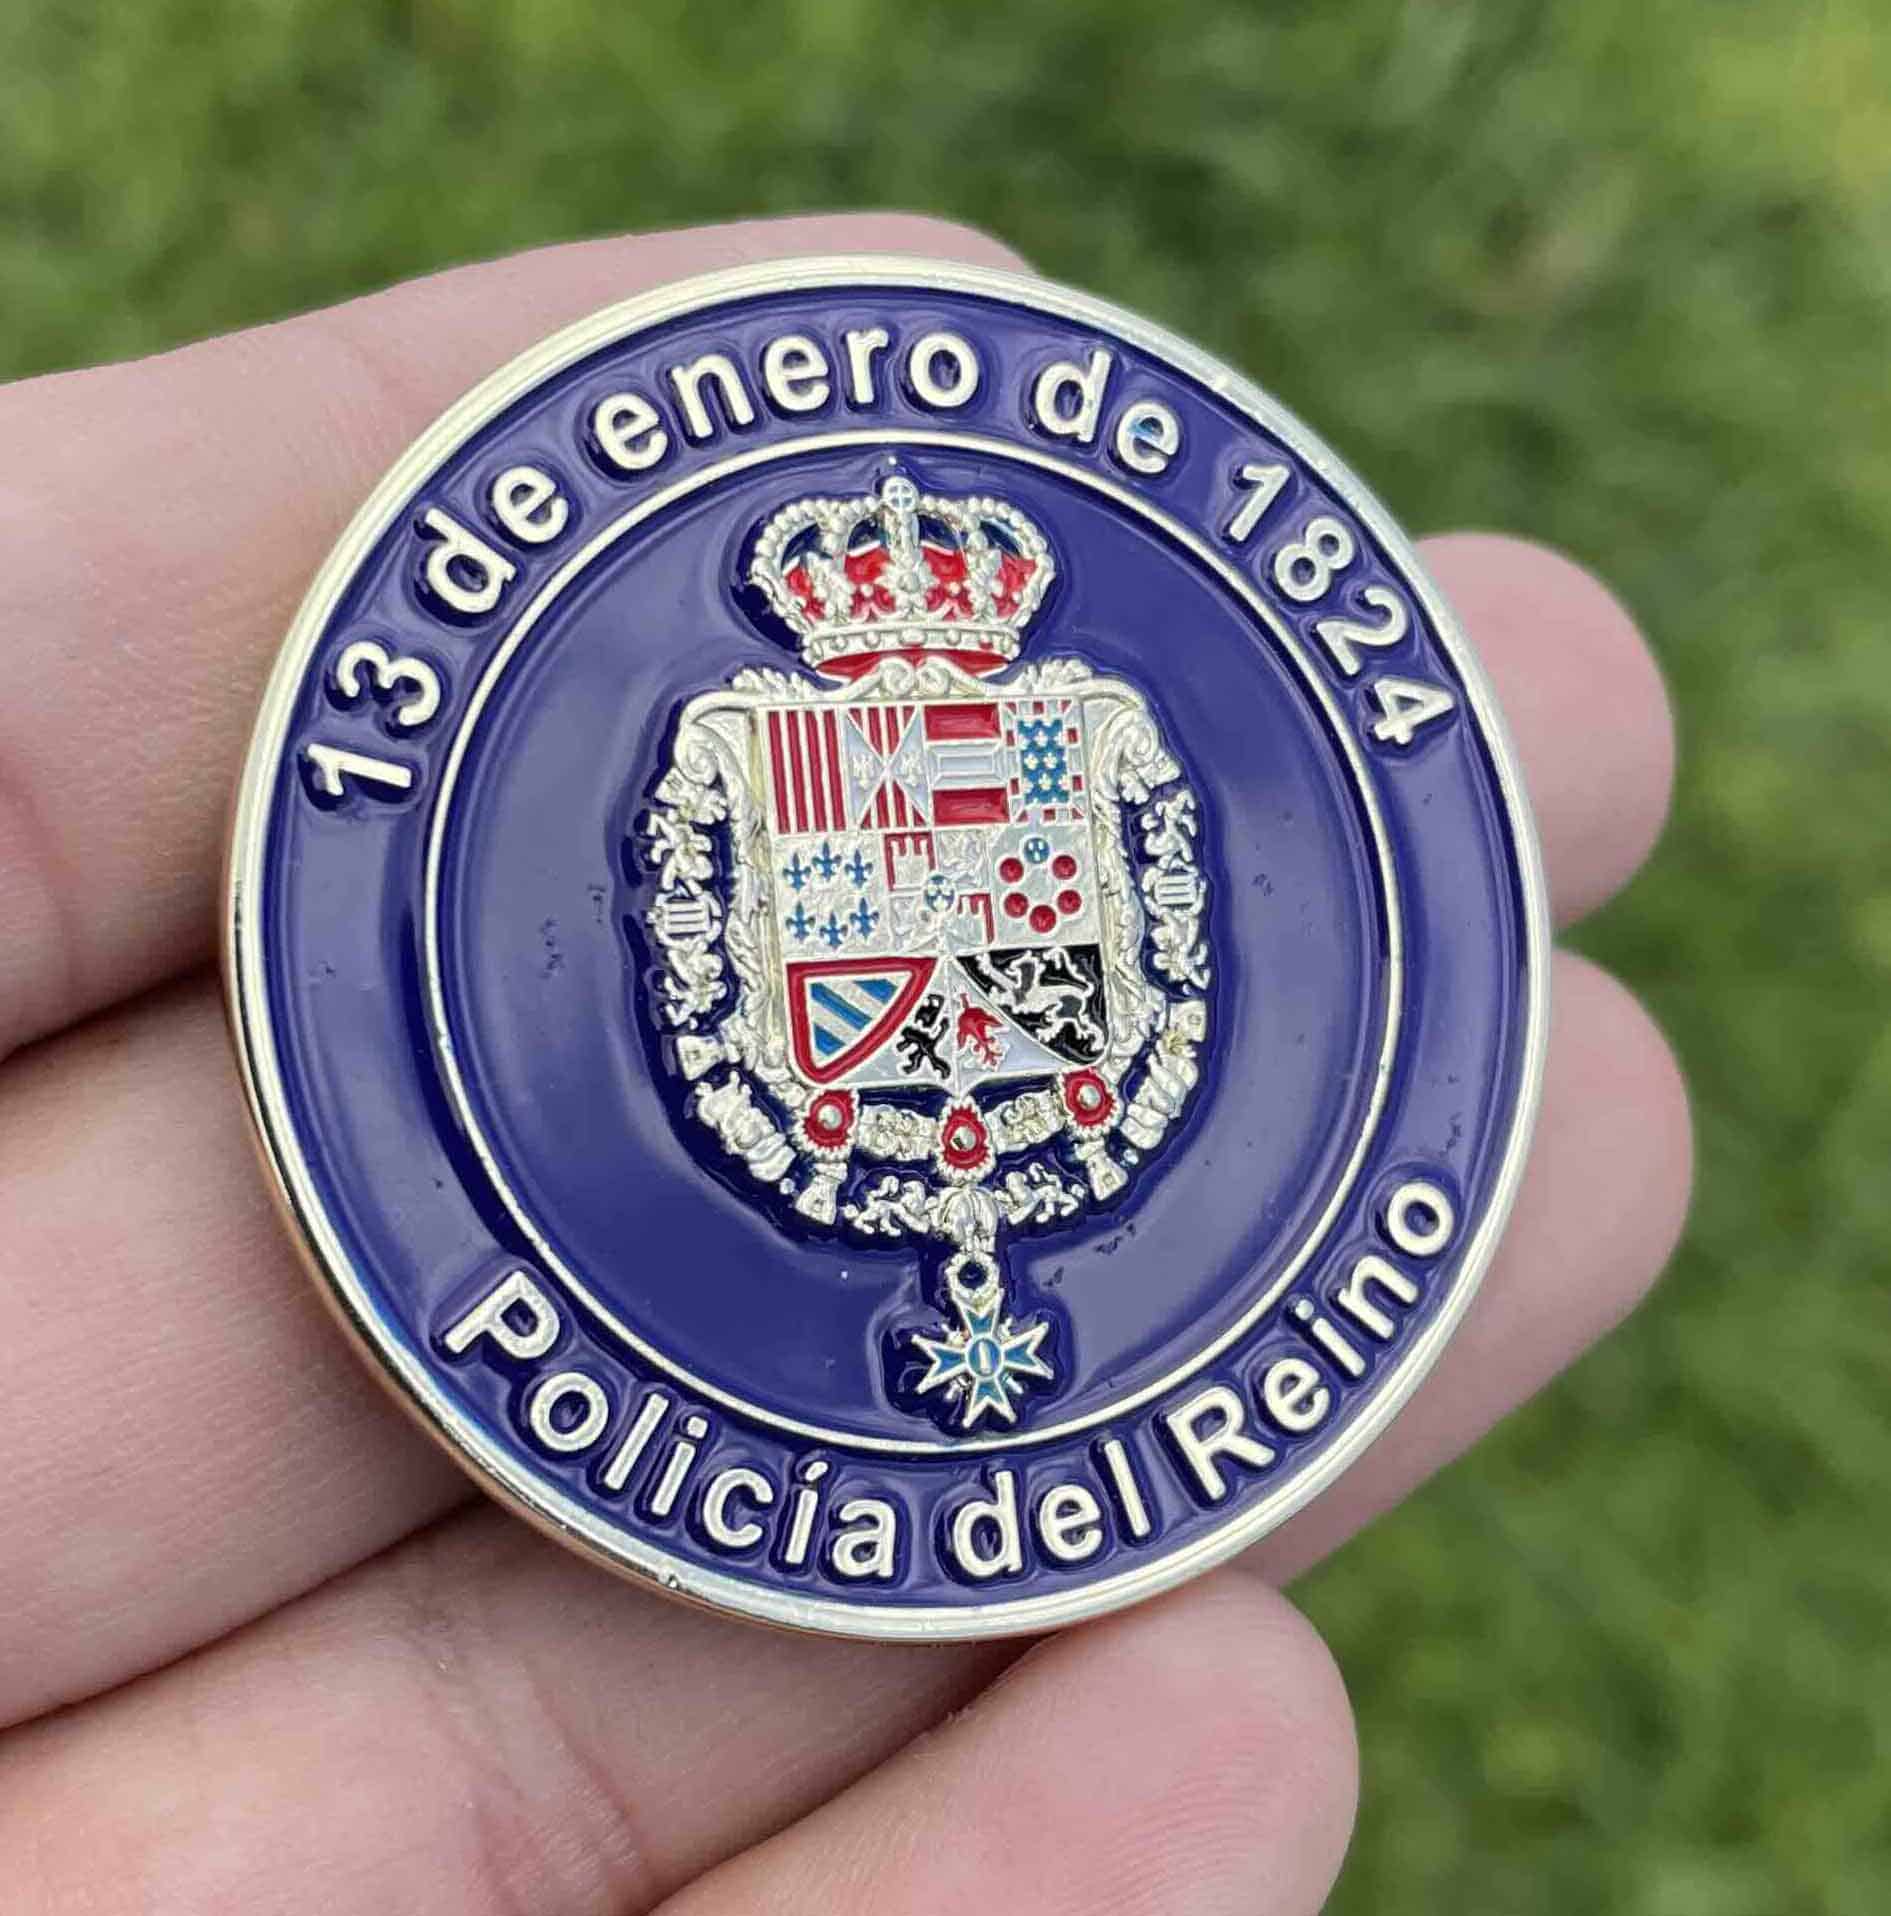 13 de enero de 1824
Policía del Reino